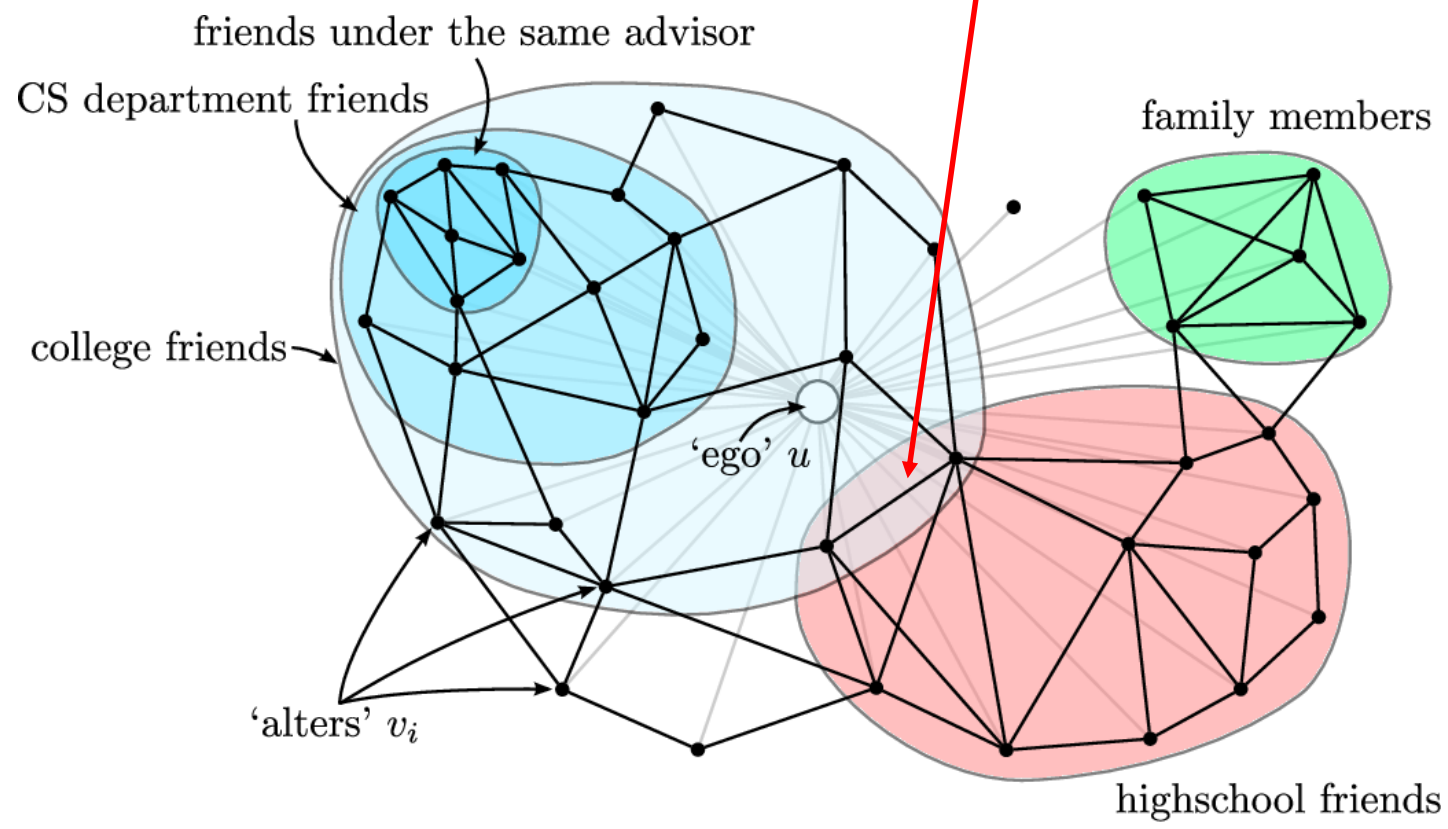 friends under the same advisor
CS department friends
family members
college friends
‘ego’ u
‘alters’ v_i
highschool friends